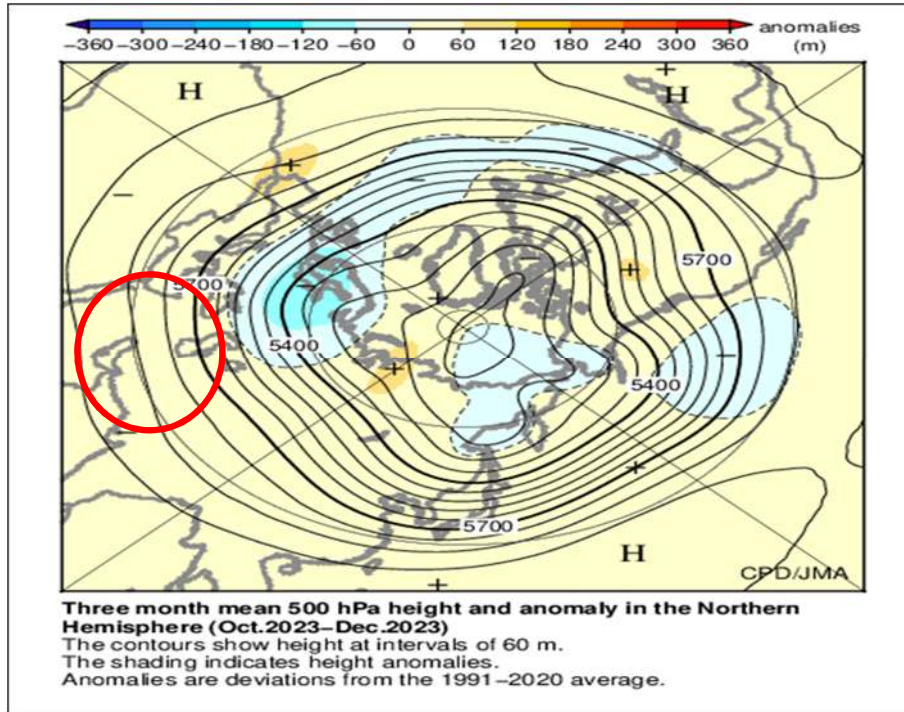 anomalies
−360−300−240−180−120−60 0 60 120 180 240 300 360 (m)
H H
5700 5700
5400 5400
5700
H
CPD/JMA
Three month mean 500 hPa height and anomaly in the Northern
Hemisphere (Oct.2023−Dec.2023)
The contours show height at intervals of 60 m.
The shading indicates height anomalies.
Anomalies are deviations from the 1991−2020 average.